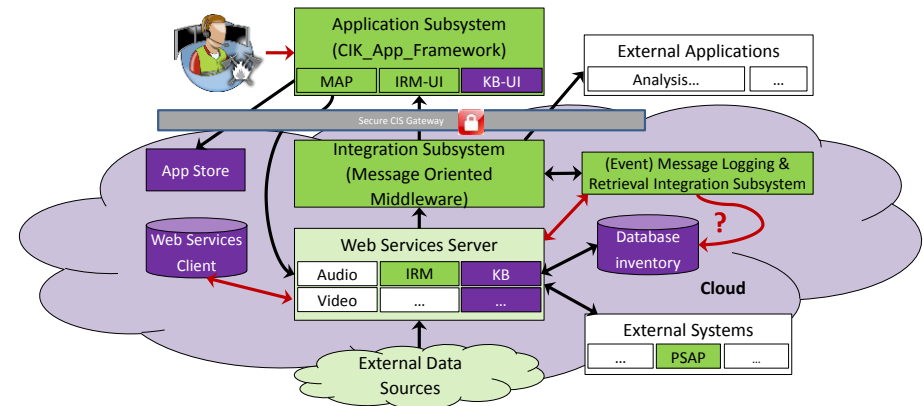 Application Subsystem
(CIK_App_Framework)
MAP
IRM-UI
KB-UI
External Applications
Analysis...
...
Secure CIS Gateway
App Store
Integration Subsystem
(Message Oriented
Middleware)
(Event) Message Logging &
Retrieval Integration Subsystem
?
Web Services
Client
Web Services Server
Audio
IRM
KB
Video
...
...
Database
inventory
Cloud
External Systems
...
PSAP
...
External Data
Sources